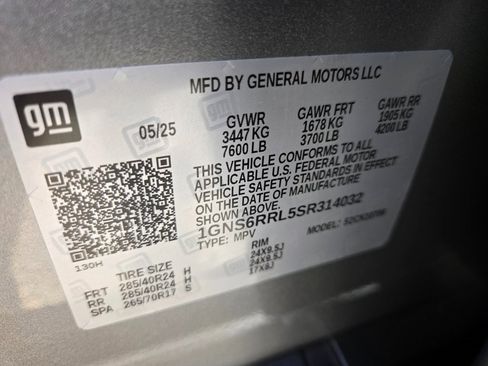 MFD BY GENERAL MOTORS LLC
gm
05/25
GVWR
3447 KG
7600 LB
GAWR FRT
1678 KG
3700 LB
GAWR RR
1905 KG
4200 LB
THIS VEHICLE CONFORMS TO ALL
APPLICABLE U.S. FEDERAL MOTOR
VEHICLE SAFETY STANDARDS IN EFFECT
ON THE DATE OF MANUFACTURE
SHOWN ABOVE.
1GNS6RRL5SR314032
TYPE: MPV
MODEL:
130H
TIRE SIZE
RIM
FRT 285/40R24 H 24X9.5J
RR 285/40R24 H 24X9.5J
SPA 265/70R17 S 17X8J